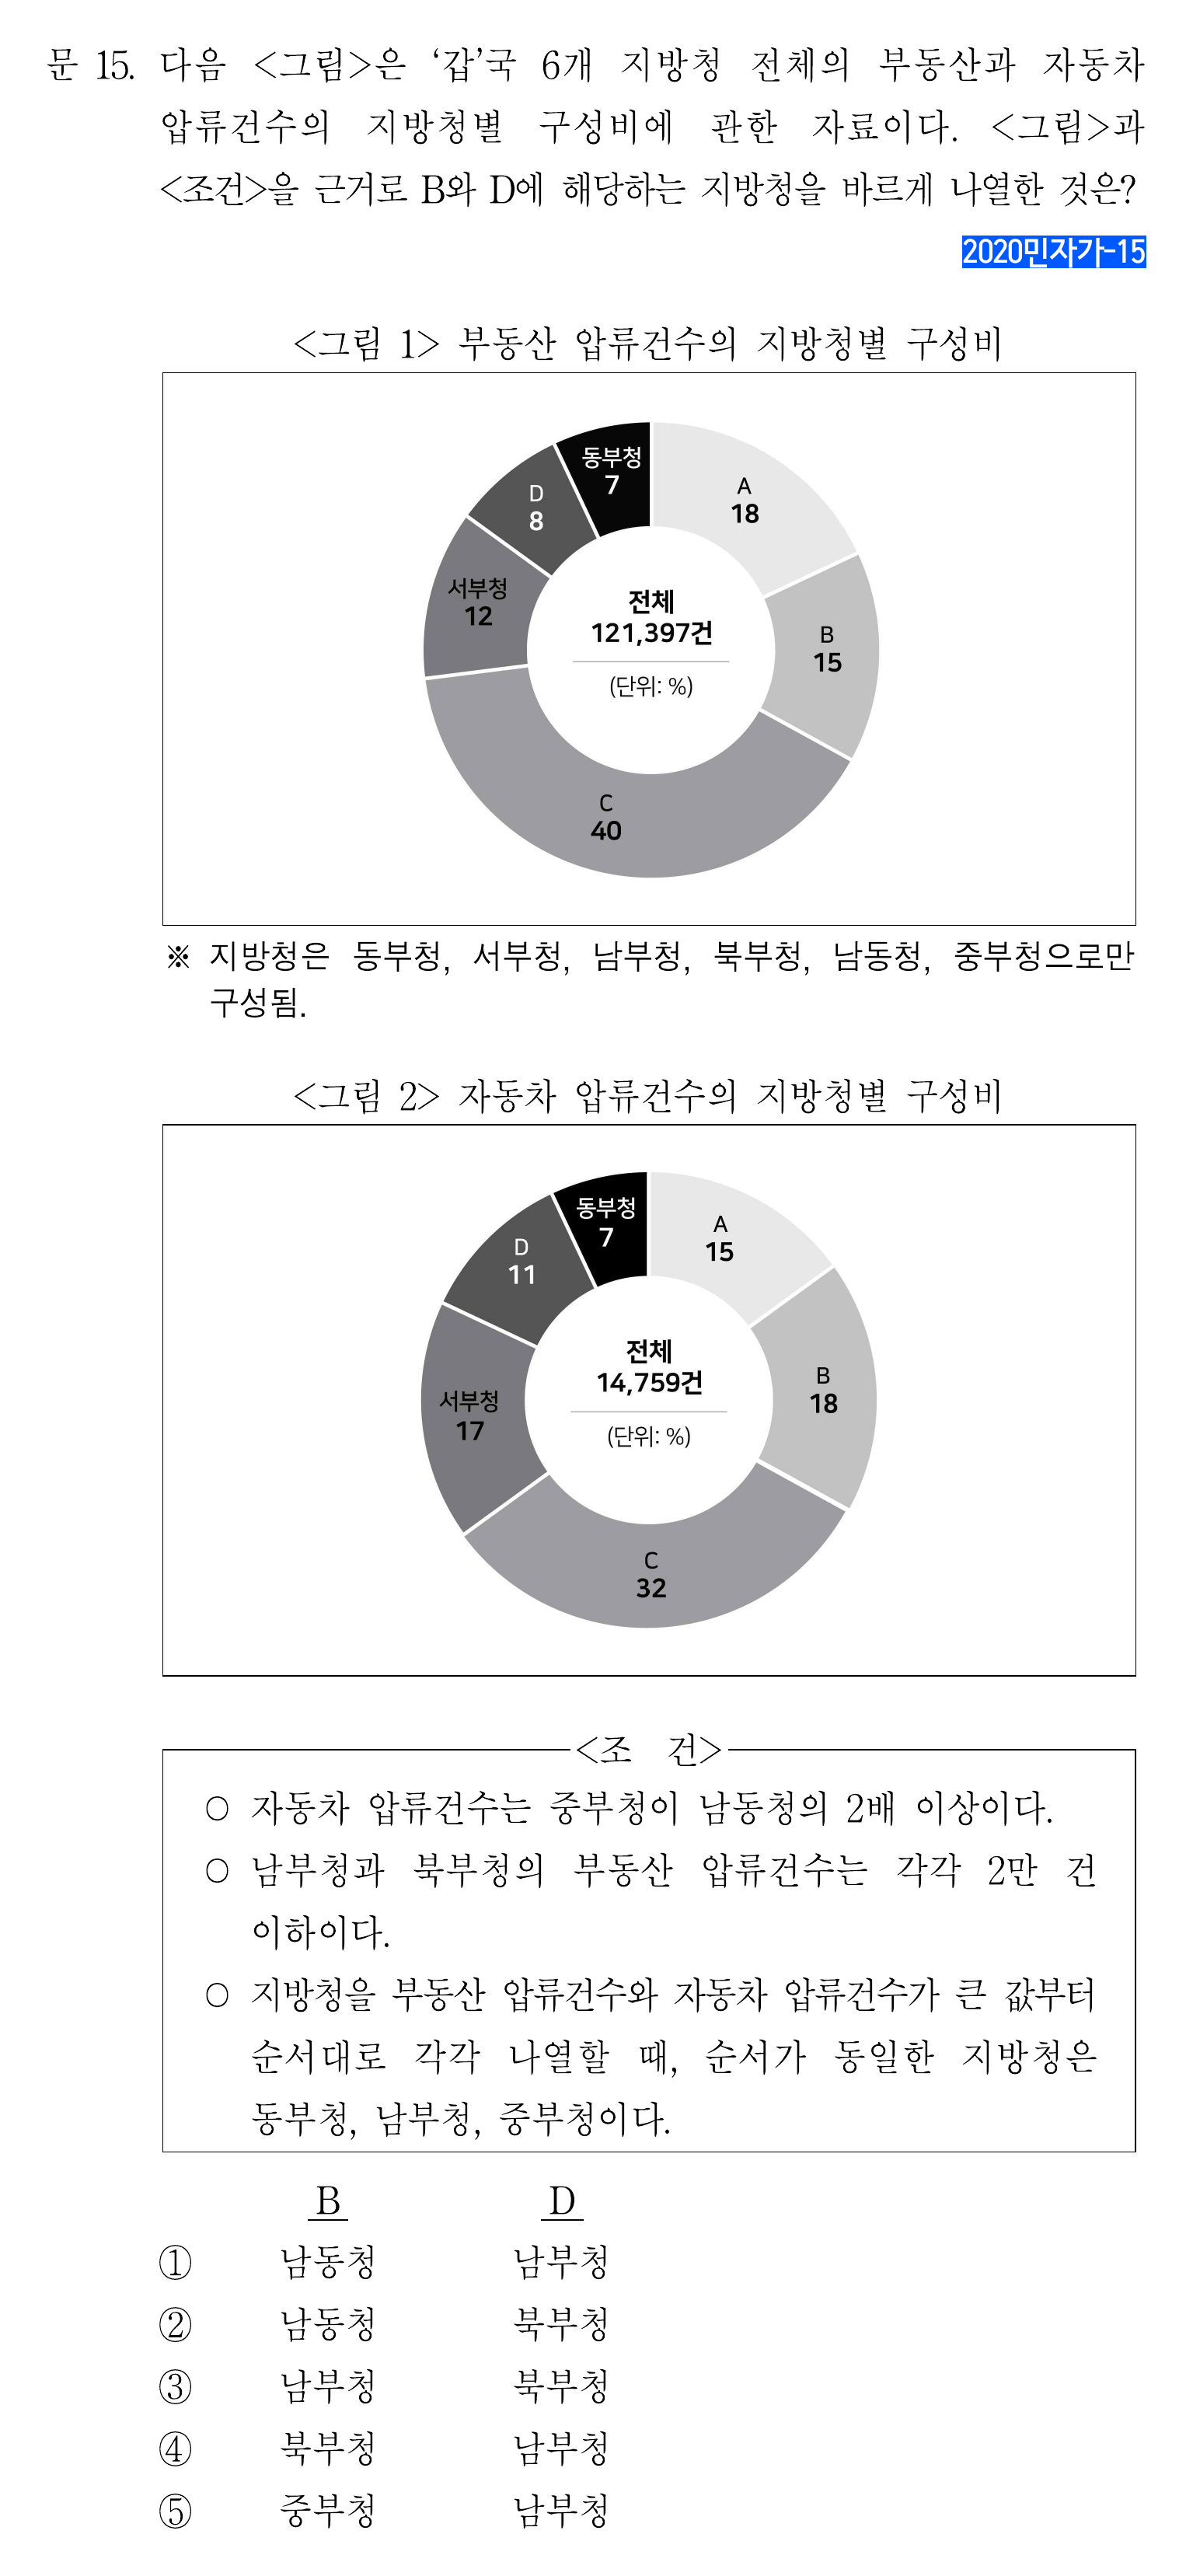 문 15. 다음 <그림>은 ‘갑’국 6개 지방청 전체의 부동산과 자동차
압류건수의 지방청별 구성비에 관한 자료이다. <그림>과
<조건>을 근거로 B와 D에 해당하는 지방청을 바르게 나열한 것은?
2020민자가-15
<그림 1> 부동산 압류건수의 지방청별 구성비
동부청
7
A
18
D
8
서부청
12
전체
121,397건
(단위: %)
B
15
C
40
※ 지방청은 동부청, 서부청, 남부청, 북부청, 남동청, 중부청으로만
구성됨.
<그림 2> 자동차 압류건수의 지방청별 구성비
동부청
7
A
15
D
11
전체
14,759건
(단위: %)
B
18
서부청
17
C
32
<조 건>
○ 자동차 압류건수는 중부청이 남동청의 2배 이상이다.
○ 남부청과 북부청의 부동산 압류건수는 각각 2만 건
이하이다.
○ 지방청을 부동산 압류건수와 자동차 압류건수가 큰 값부터
순서대로 각각 나열할 때, 순서가 동일한 지방청은
동부청, 남부청, 중부청이다.
B D
① 남동청 남부청
② 남동청 북부청
③ 남부청 북부청
④ 북부청 남부청
⑤ 중부청 남부청